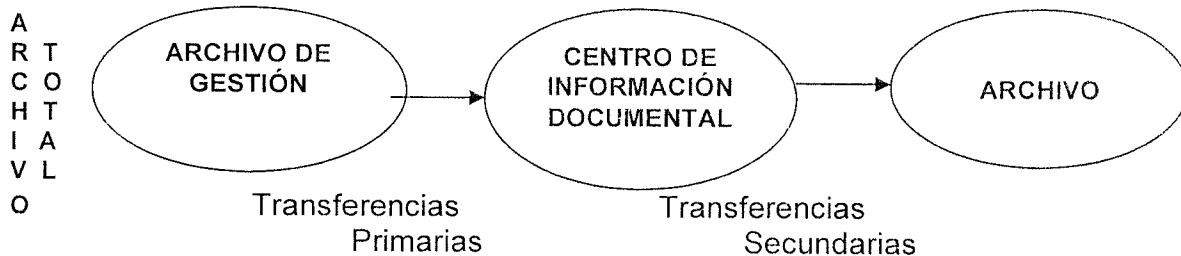 ARCHIVO
TOTAL
ARCHIVO DE
GESTIÓN
CENTRO DE
INFORMACIÓN
DOCUMENTAL
ARCHIVO
Transferencias
Primarias
Transferencias
Secundarias